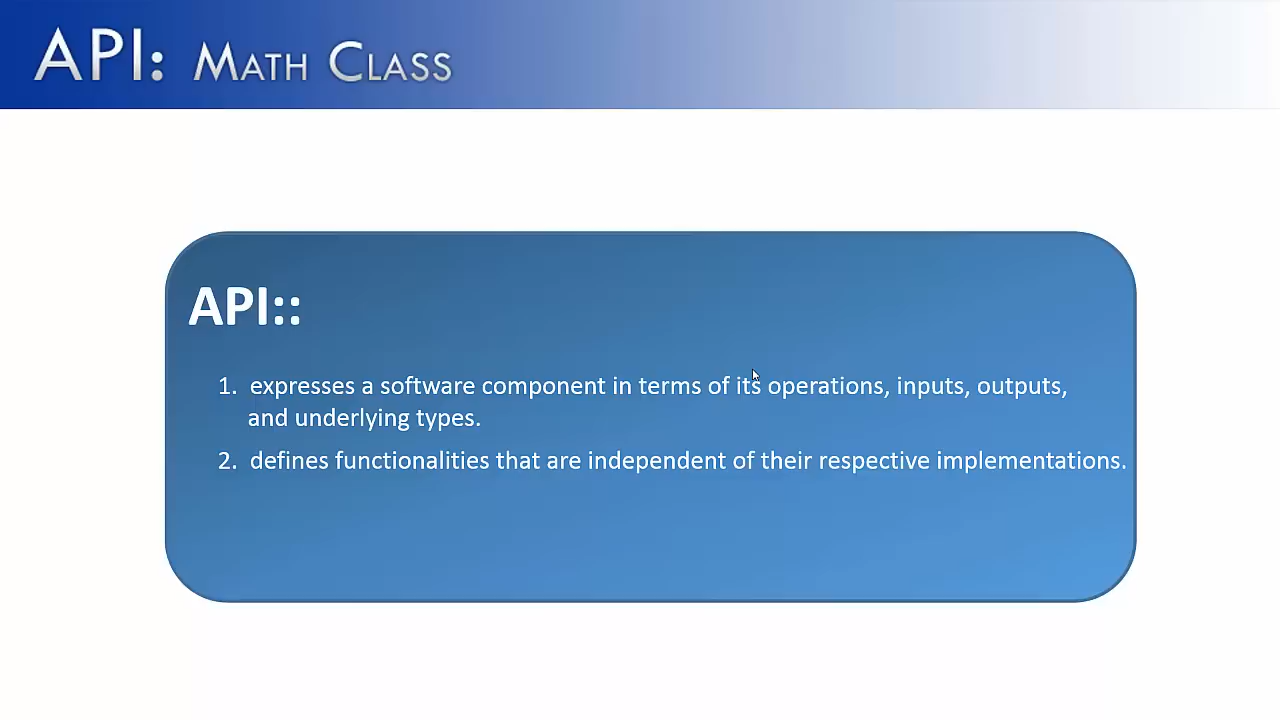 API: Math Class
API::
1. expresses a software component in terms of its operations, inputs, outputs,
and underlying types.
2. defines functionalities that are independent of their respective implementations.